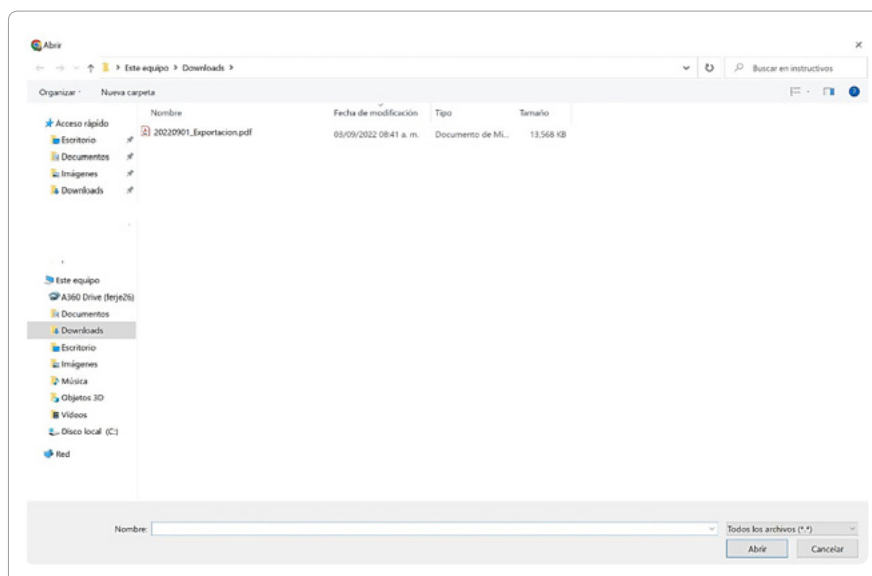 Abrir
Este equipo > Downloads >
Buscar en instructivos
Organizar
Nueva carpeta
Nombre Fecha de modificación Tipo Tamaño
20220901_Exportacion.pdf 03/09/2022 08:41 a. m. Documento de Mi... 13,568 KB
Acceso rápido
Escritorio
Documentos
Imágenes
Downloads
Este equipo
A360 Drive (ferje26)
Documentos
Downloads
Escritorio
Imágenes
Música
Objetos 3D
Vídeos
Disco local (C:)
Red
Nombre:
Todos los archivos (*.*)
Abrir Cancelar